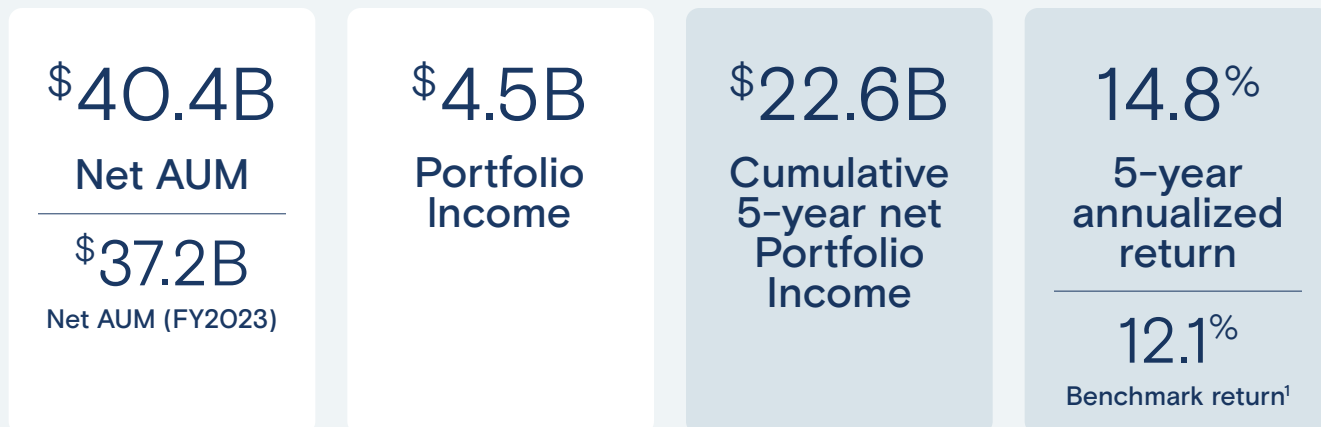 $40.4B
Net AUM
$37.2B
Net AUM (FY2023)
$4.5B
Portfolio
Income
$22.6B
Cumulative
5-year net
Portfolio
Income
14.8%
5-year
annualized
return
12.1%
Benchmark return¹